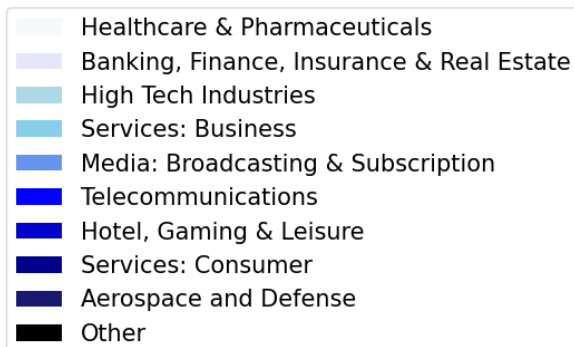 Healthcare & Pharmaceuticals
Banking, Finance, Insurance & Real Estate
High Tech Industries
Services: Business
Media: Broadcasting & Subscription
Telecommunications
Hotel, Gaming & Leisure
Services: Consumer
Aerospace and Defense
Other